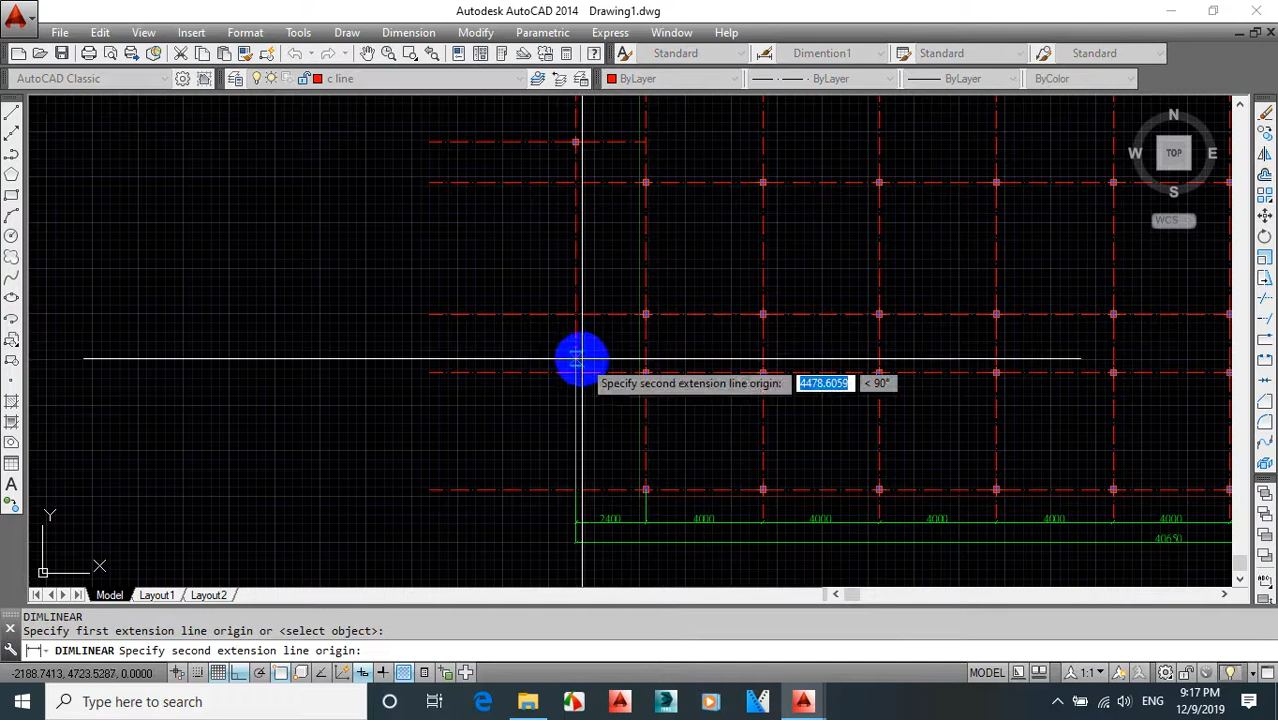 Autodesk AutoCAD 2014 Drawing1.dwg
File Edit View Insert Format Tools Draw Dimension Modify Parametric Express Window Help
Standard Dimention1 Standard Standard
AutoCAD Classic c line ByLayer ByLayer ByLayer ByColor
N
W TOP E
S
WCS
Specify second extension line origin: 4478.6059 < 90°
2400 4000 4000 4000 4000 4000
40650
Y
X
Model Layout1 Layout2
DIMLINEAR
Specify first extension line origin or <select object>:
DIMLINEAR Specify second extension line origin:
-2188.7413, 4723.5287, 0.0000 MODEL 1:1
Type here to search ENG 9:17 PM
12/9/2019